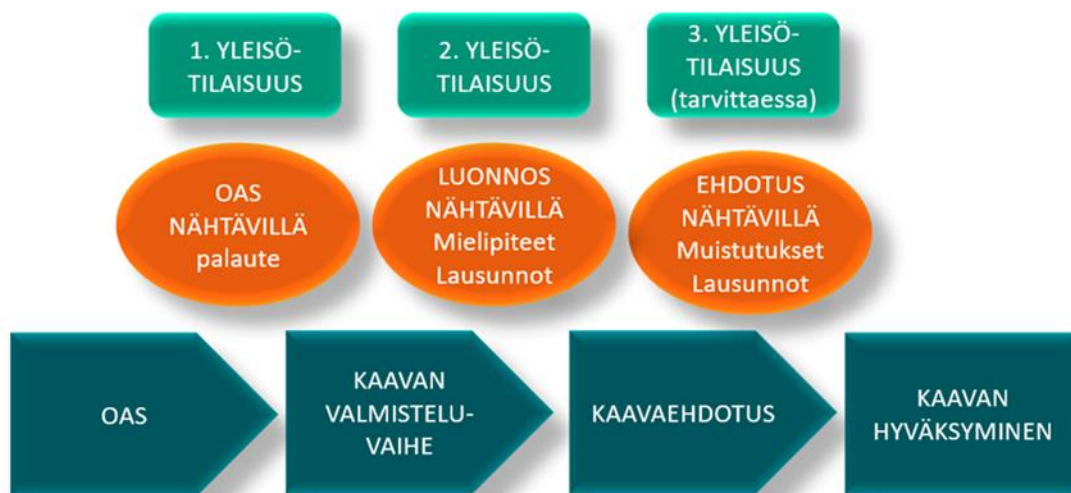 1. YLEISÖ-
TILAISUUS
2. YLEISÖ-
TILAISUUS
3. YLEISÖ-
TILAISUUS
(tarvittaessa)
OAS
NÄHTÄVILLÄ
palaute
LUONNOS
NÄHTÄVILLÄ
Mielipiteet
Lausunnot
EHDOTUS
NÄHTÄVILLÄ
Muistutukset
Lausunnot
OAS
KAAVAN
VALMISTELU-
VAIHE
KAAVAEHDOTUS
KAAVAN
HYVÄKSYMINEN